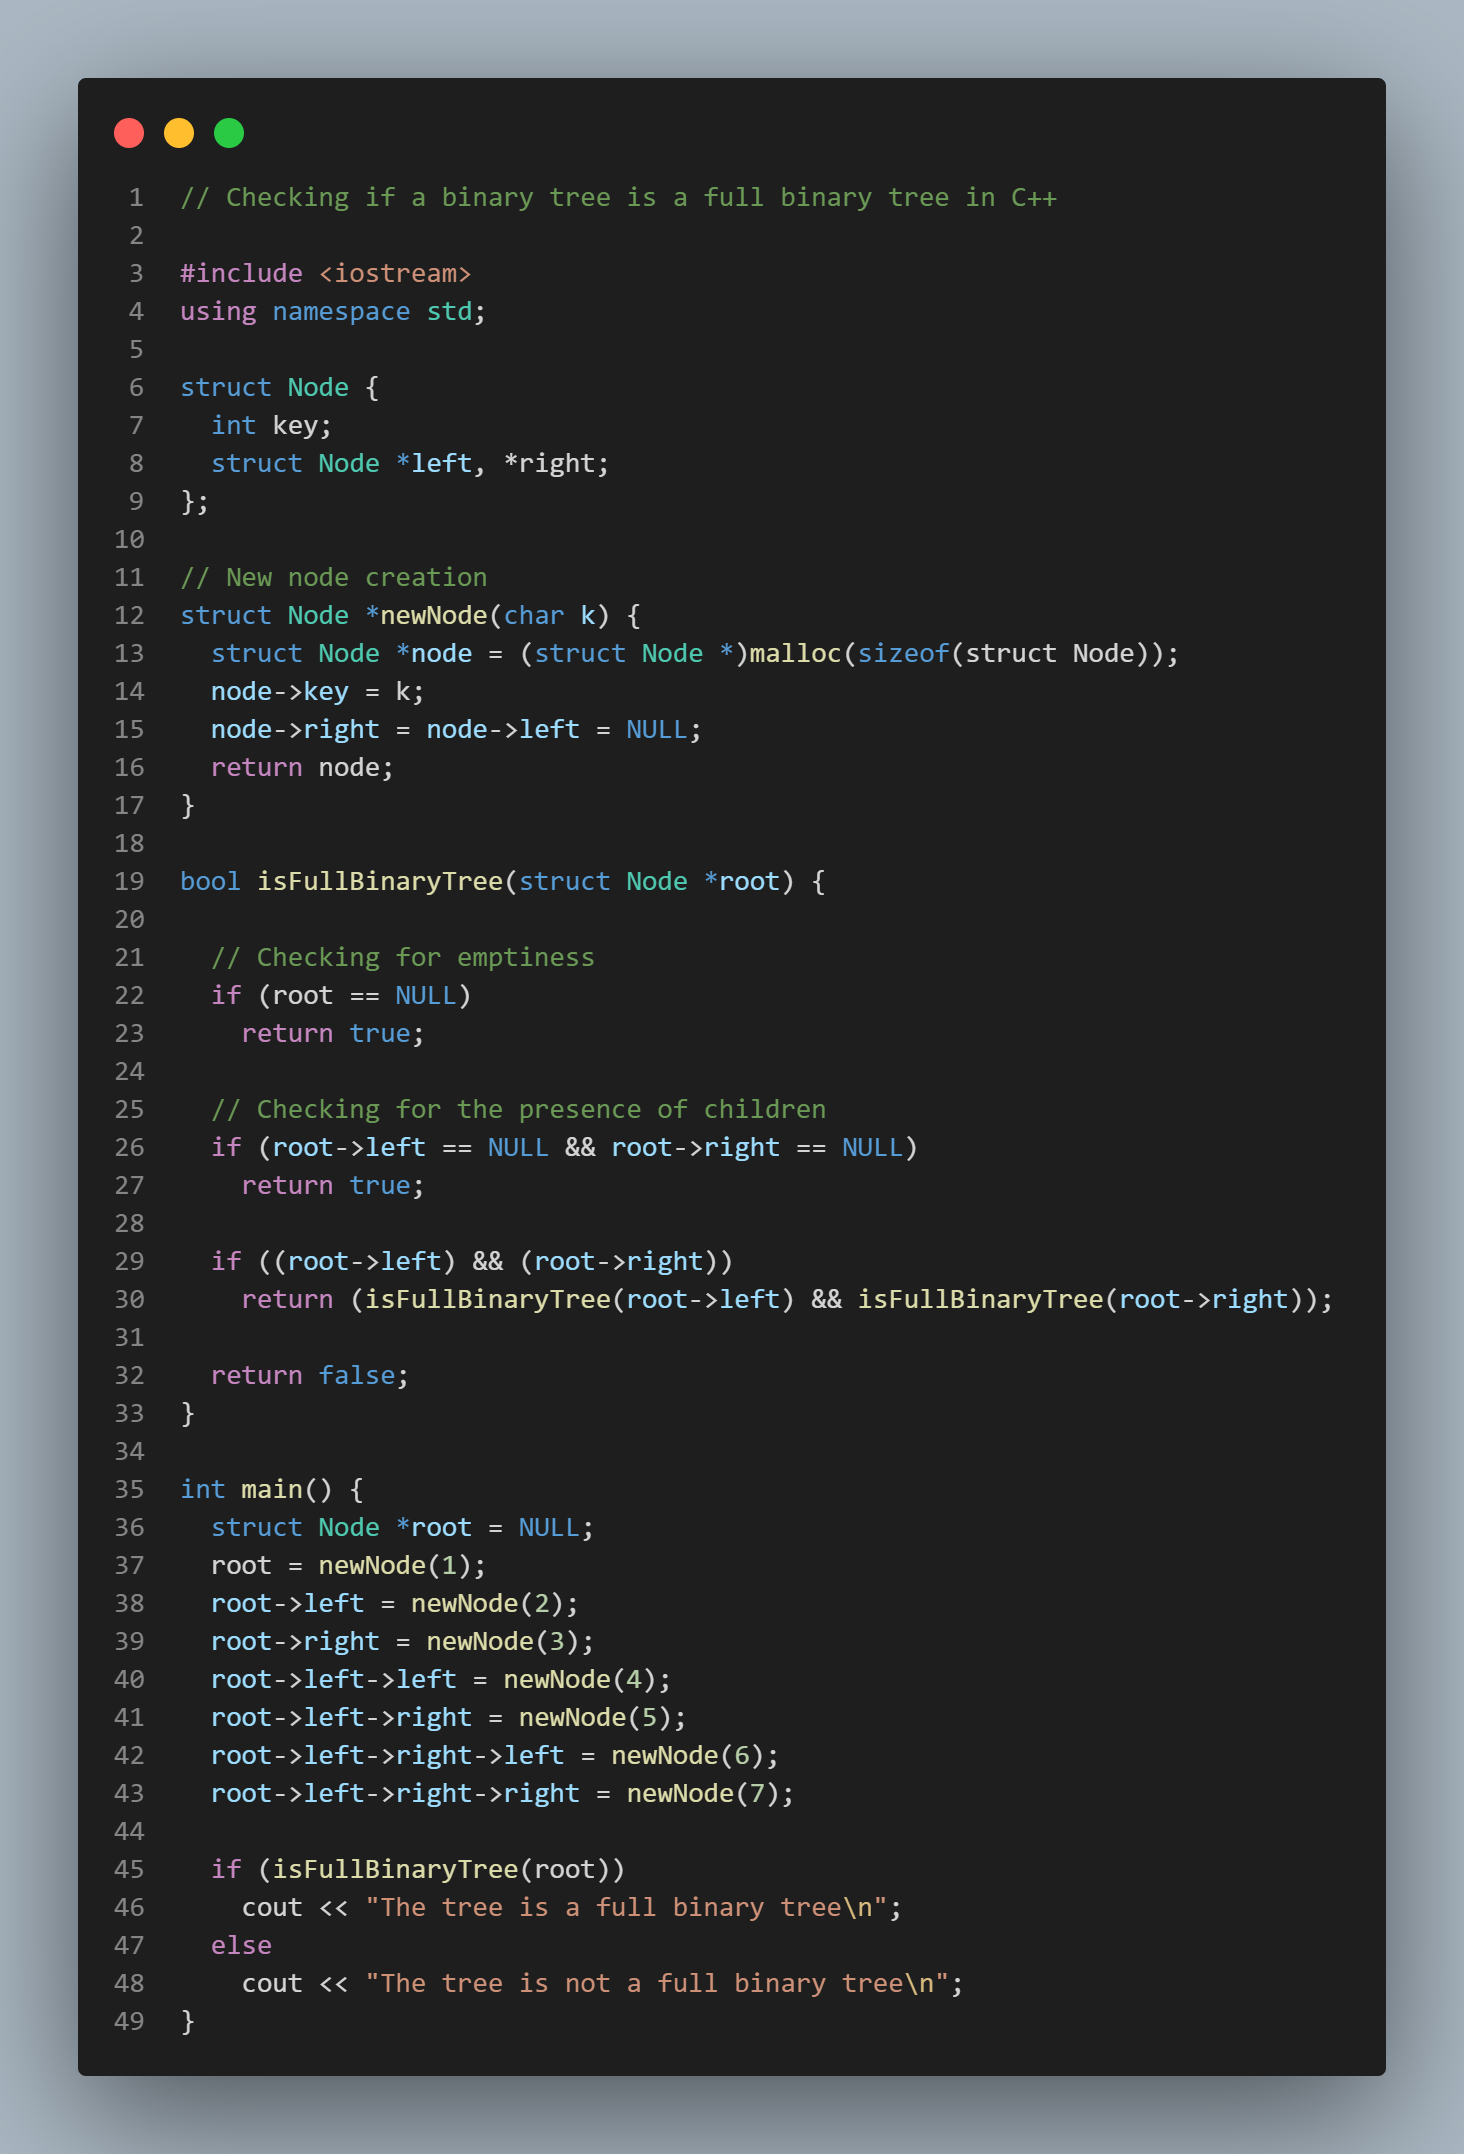 1 // Checking if a binary tree is a full binary tree in C++
2
3 #include <iostream>
4 using namespace std;
5
6 struct Node {
7   int key;
8   struct Node *left, *right;
9 };
10
11 // New node creation
12 struct Node *newNode(char k) {
13   struct Node *node = (struct Node *)malloc(sizeof(struct Node));
14   node->key = k;
15   node->right = node->left = NULL;
16   return node;
17 }
18
19 bool isFullBinaryTree(struct Node *root) {
20
21   // Checking for emptiness
22   if (root == NULL)
23     return true;
24
25   // Checking for the presence of children
26   if (root->left == NULL && root->right == NULL)
27     return true;
28
29   if ((root->left) && (root->right))
30     return (isFullBinaryTree(root->left) && isFullBinaryTree(root->right));
31
32   return false;
33 }
34
35 int main() {
36   struct Node *root = NULL;
37   root = newNode(1);
38   root->left = newNode(2);
39   root->right = newNode(3);
40   root->left->left = newNode(4);
41   root->left->right = newNode(5);
42   root->left->right->left = newNode(6);
43   root->left->right->right = newNode(7);
44
45   if (isFullBinaryTree(root))
46     cout << "The tree is a full binary tree\n";
47   else
48     cout << "The tree is not a full binary tree\n";
49 }